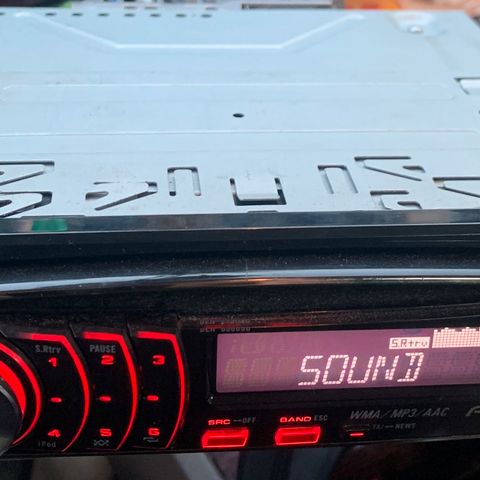 S.Rtrv
PAUSE
1
2
3
4
5
6
iPod
S.Rtrv
SOUND
SRC OFF
BAND ESC
WMA/MP3/AAC
TA NEWS